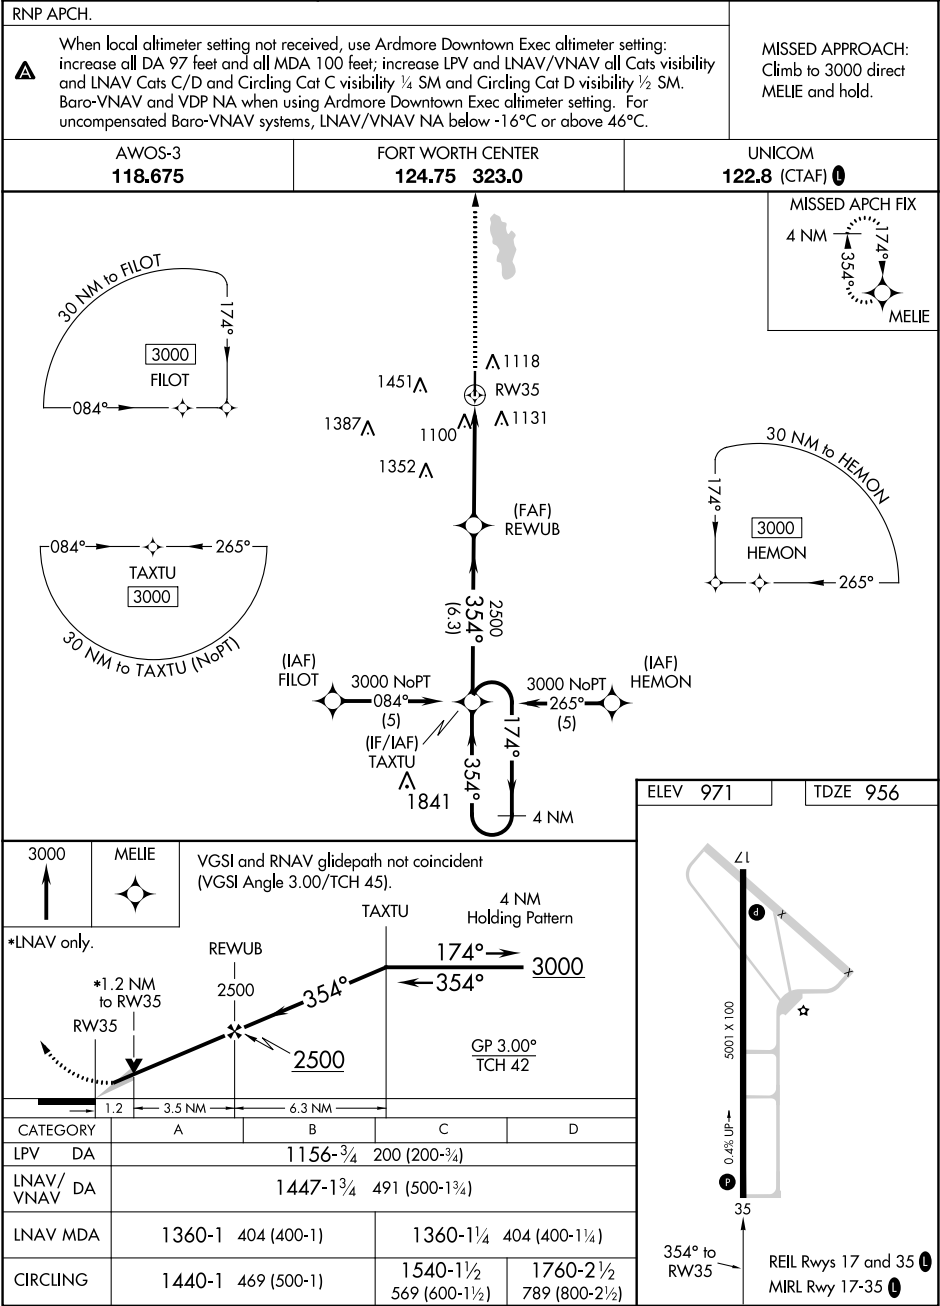 RNP APCH.
When local altimeter setting not received, use Ardmore Downtown Exec altimeter setting:
increase all DA 97 feet and all MDA 100 feet; increase LPV and LNAV/VNAV all Cats visibility
and LNAV Cats C/D and Circling Cat C visibility ¼ SM and Circling Cat D visibility ½ SM.
Baro-VNAV and VDP NA when using Ardmore Downtown Exec altimeter setting. For
uncompensated Baro-VNAV systems, LNAV/VNAV NA below -16°C or above 46°C.
A
MISSED APPROACH:
Climb to 3000 direct
MELIE and hold.
AWOS-3
118.675
FORT WORTH CENTER
124.75 323.0
UNICOM
122.8 (CTAF) L
MISSED APCH FIX
4 NM
174°
354°
MELIE
30 NM to FILOT
174°
3000
FILOT
084°
1118
1451
RW35
1387
1100
1131
1352
30 NM to HEMON
174°
3000
HEMON
265°
(FAF)
REWUB
084°
265°
TAXTU
3000
30 NM to TAXTU (NoPT)
2500
354°
(6.3)
(IAF)
FILOT
3000 NoPT
084°
(5)
(IAF)
HEMON
3000 NoPT
265°
(5)
(IF/IAF)
TAXTU
174°
354°
1841
4 NM
ELEV 971
TDZE 956
3000
MELIE
VGSI and RNAV glidepath not coincident
(VGSI Angle 3.00/TCH 45).
*LNAV only.
TAXTU
4 NM
Holding Pattern
REWUB
174°
354°
3000
*1.2 NM
to RW35
2500
354°
RW35
2500
GP 3.00°
TCH 42
1.2
3.5 NM
6.3 NM
CATEGORY A B C D
LPV DA 1156-¾ 200 (200-¾)
LNAV/
VNAV DA 1447-1¾ 491 (500-1¾)
LNAV MDA 1360-1 404 (400-1) 1360-1¼ 404 (400-1¼)
CIRCLING 1440-1 469 (500-1) 1540-1½ 1760-2½
569 (600-1½) 789 (800-2½)
17
P
X
X
5001 X 100
0.4% UP
P
35
354° to
RW35
REIL Rwys 17 and 35 L
MIRL Rwy 17-35 L